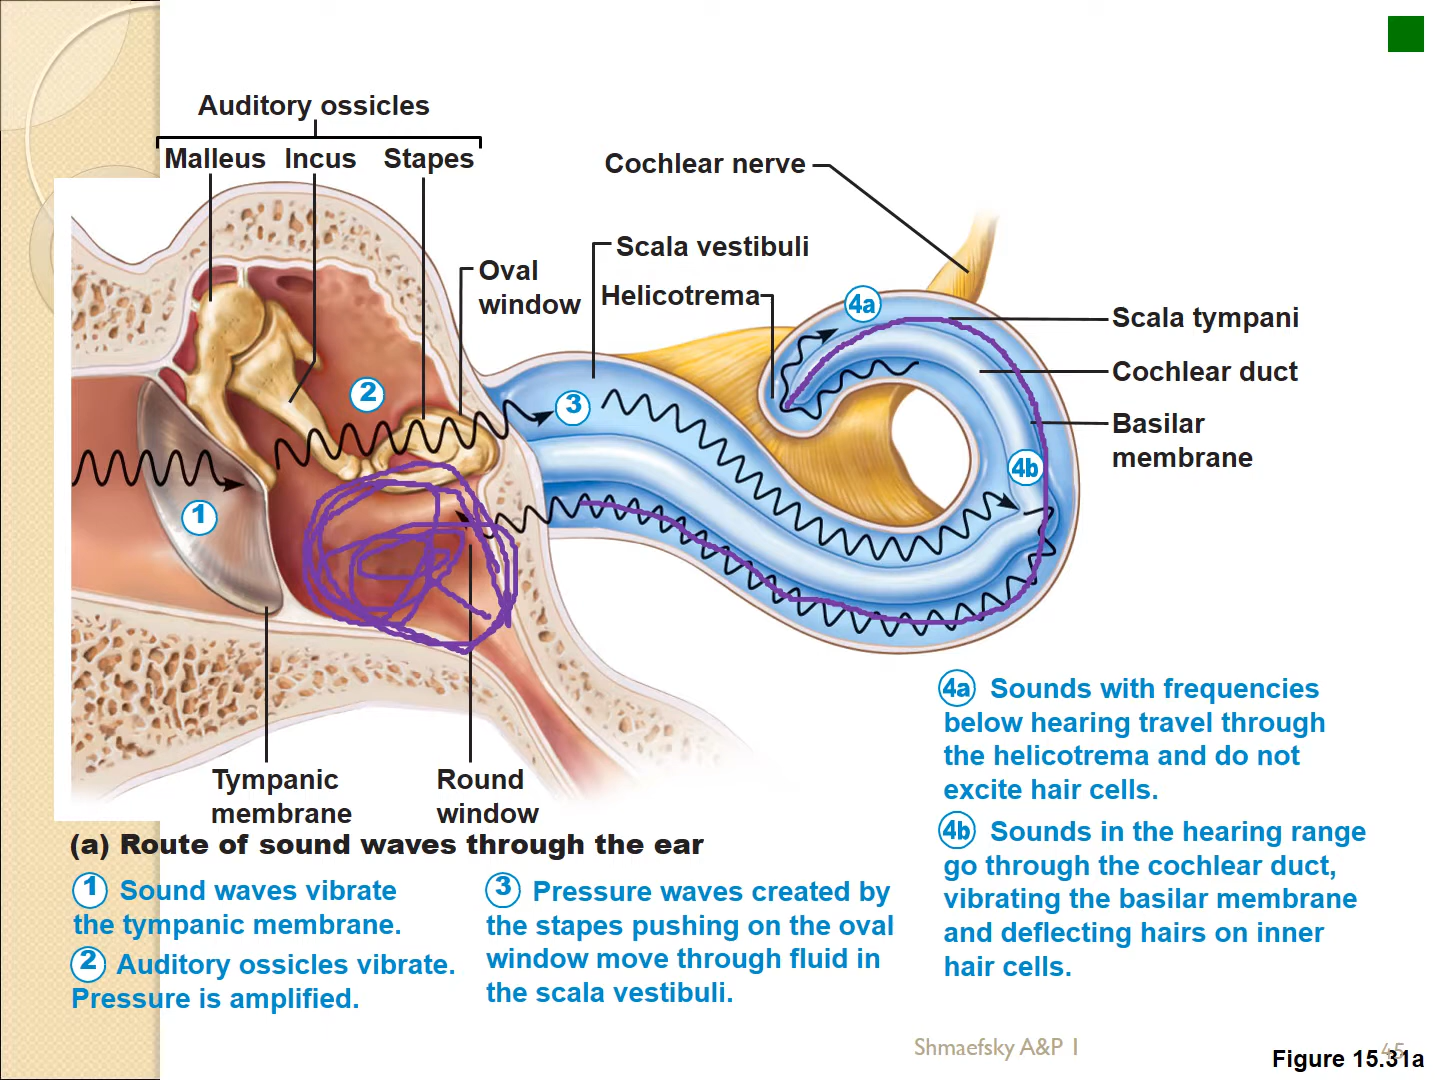 Auditory ossicles
Malleus Incus Stapes
Cochlear nerve
Scala vestibuli
Oval
window
Helicotrema
4a
Scala tympani
Cochlear duct
Basilar
membrane
2
3
4b
1
Tympanic
membrane
Round
window
(a) Route of sound waves through the ear
1 Sound waves vibrate
the tympanic membrane.
2 Auditory ossicles vibrate.
Pressure is amplified.
3 Pressure waves created by
the stapes pushing on the oval
window move through fluid in
the scala vestibuli.
4a Sounds with frequencies
below hearing travel through
the helicotrema and do not
excite hair cells.
4b Sounds in the hearing range
go through the cochlear duct,
vibrating the basilar membrane
and deflecting hairs on inner
hair cells.
Shmaefsky A&P 1
45
Figure 15.31a